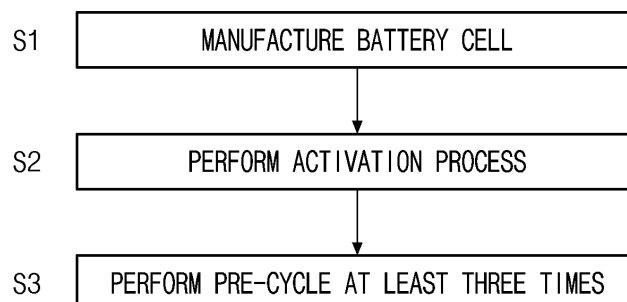 S1 MANUFACTURE BATTERY CELL
S2 PERFORM ACTIVATION PROCESS
S3 PERFORM PRE-CYCLE AT LEAST THREE TIMES